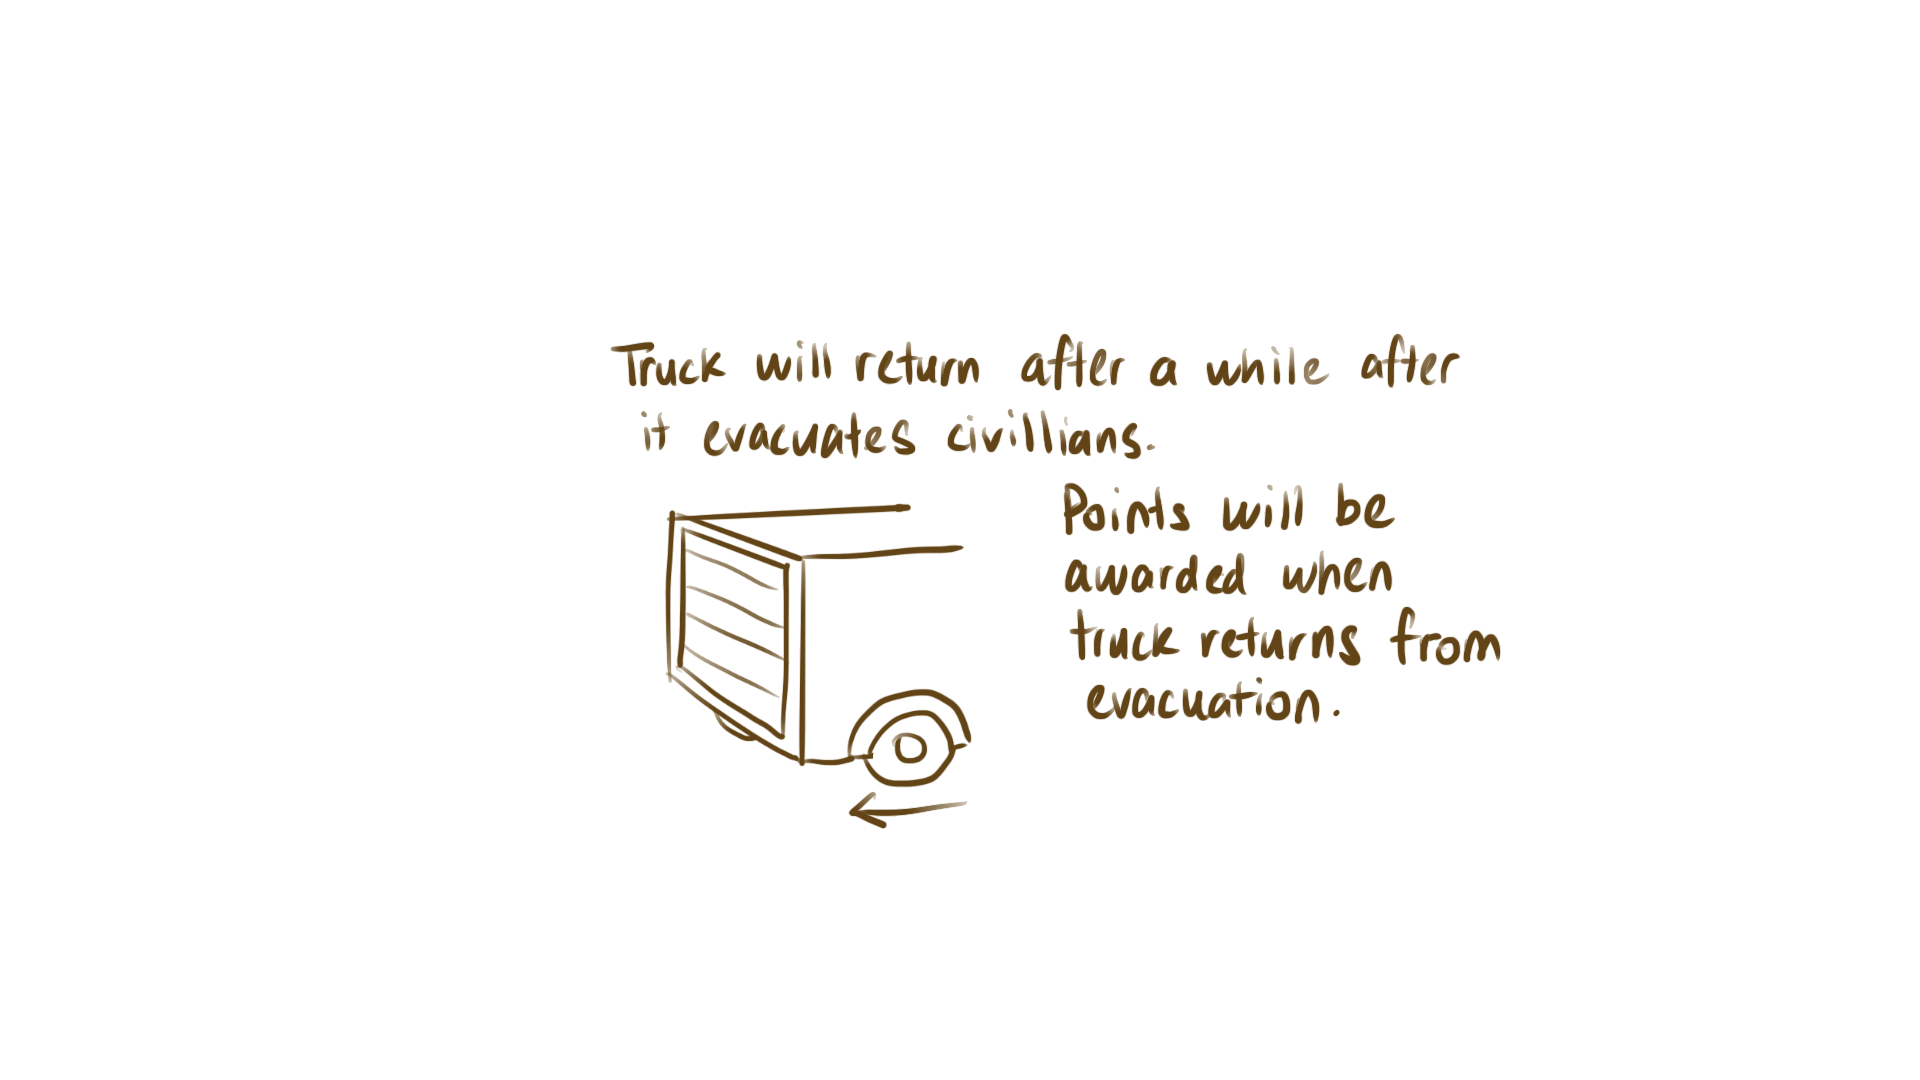 Truck will return after a while after
it evacuates civillians.
Points will be
awarded when
truck returns from
evacuation.